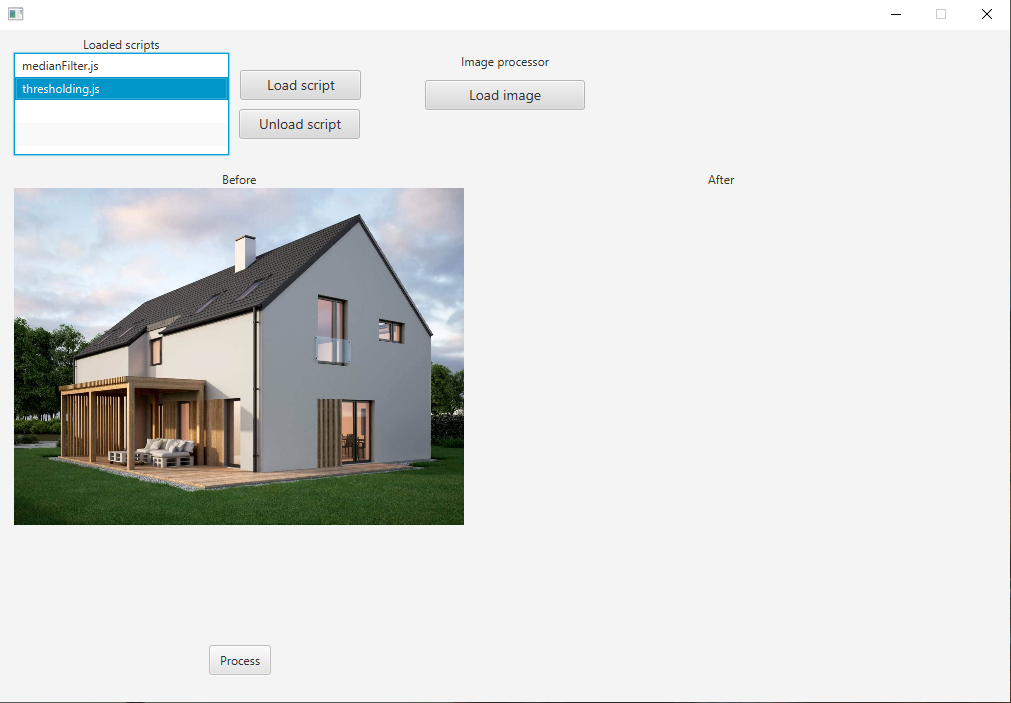 Loaded scripts
medianFilter.js
thresholding.js
Load script
Unload script
Image processor
Load image
Before
After
Process